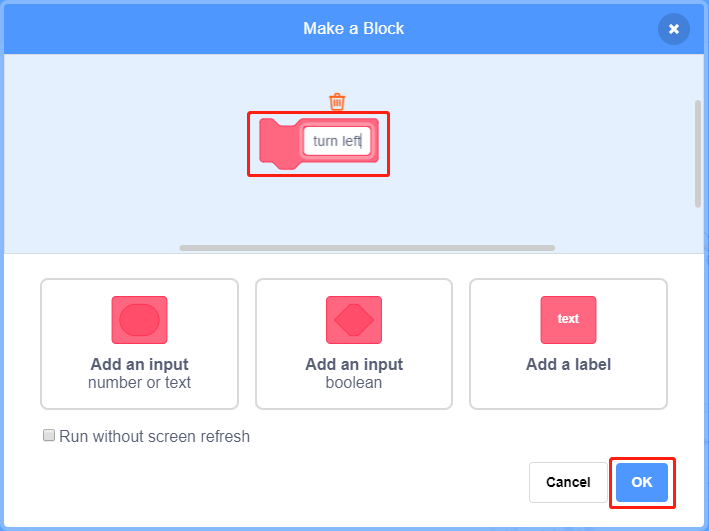 Make a Block
turn left
text
Add an input
number or text
Add an input
boolean
Add a label
Run without screen refresh
Cancel
OK